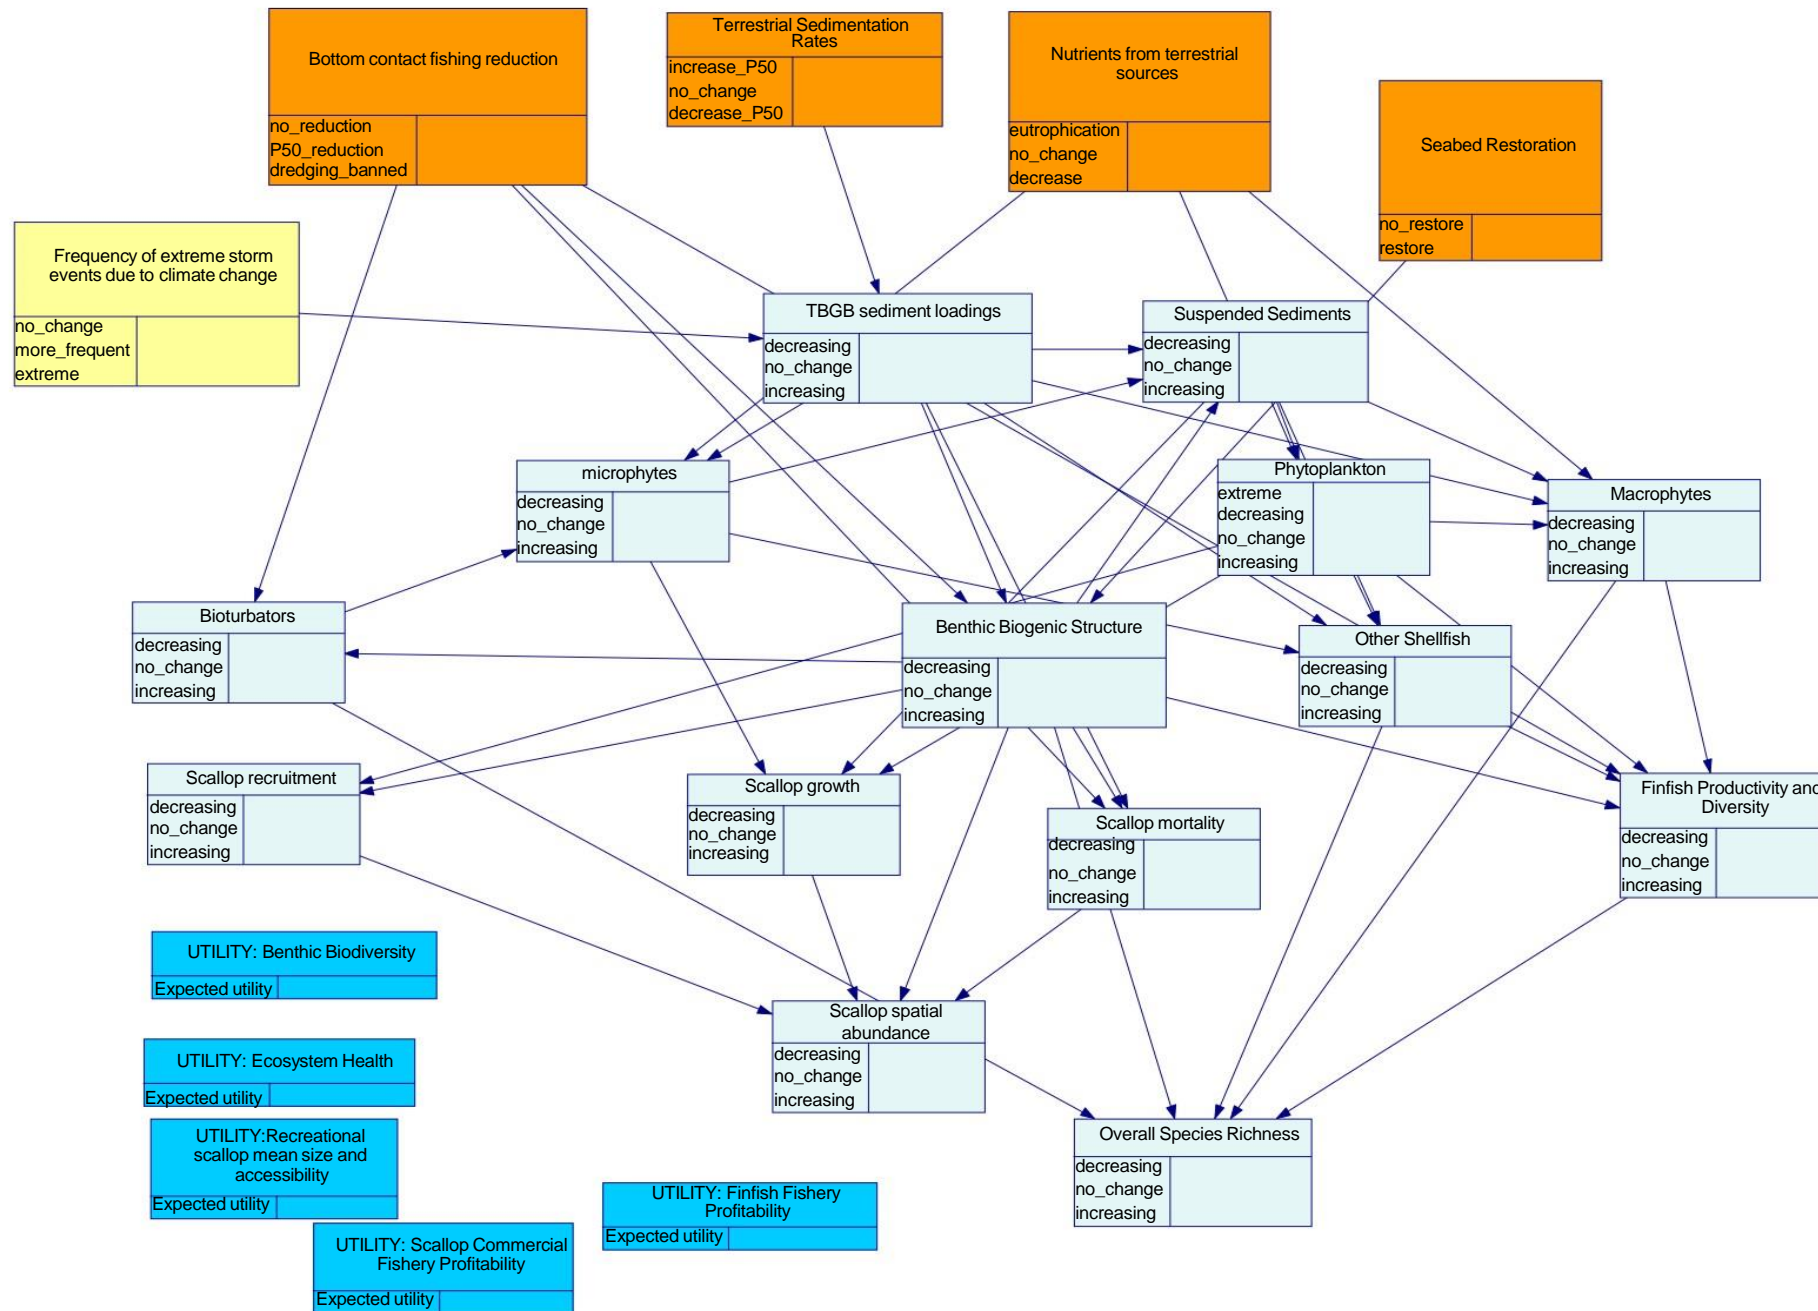 Bottom contact fishing reduction
no_reduction
P50_reduction
dredging_banned
Terrestrial Sedimentation
Rates
increase_P50
no_change
decrease_P50
Nutrients from terrestrial
sources
eutrophication
no_change
decrease
Seabed Restoration
no_restore
restore
Frequency of extreme storm
events due to climate change
no_change
more_frequent
extreme
TBGB sediment loadings
decreasing
no_change
increasing
Suspended Sediments
decreasing
no_change
increasing
microphytes
decreasing
no_change
increasing
Phytoplankton
extreme
decreasing
no_change
increasing
Macrophytes
decreasing
no_change
increasing
Bioturbators
decreasing
no_change
increasing
Benthic Biogenic Structure
decreasing
no_change
increasing
Other Shellfish
decreasing
no_change
increasing
Scallop recruitment
decreasing
no_change
increasing
Scallop growth
decreasing
no_change
increasing
Scallop mortality
decreasing
no_change
increasing
Finfish Productivity and
Diversity
decreasing
no_change
increasing
UTILITY: Benthic Biodiversity
Expected utility
Scallop spatial
abundance
decreasing
no_change
increasing
UTILITY: Ecosystem Health
Expected utility
UTILITY:Recreational
scallop mean size and
accessibility
Expected utility
Overall Species Richness
decreasing
no_change
increasing
UTILITY: Finfish Fishery
Profitability
Expected utility
UTILITY: Scallop Commercial
Fishery Profitability
Expected utility